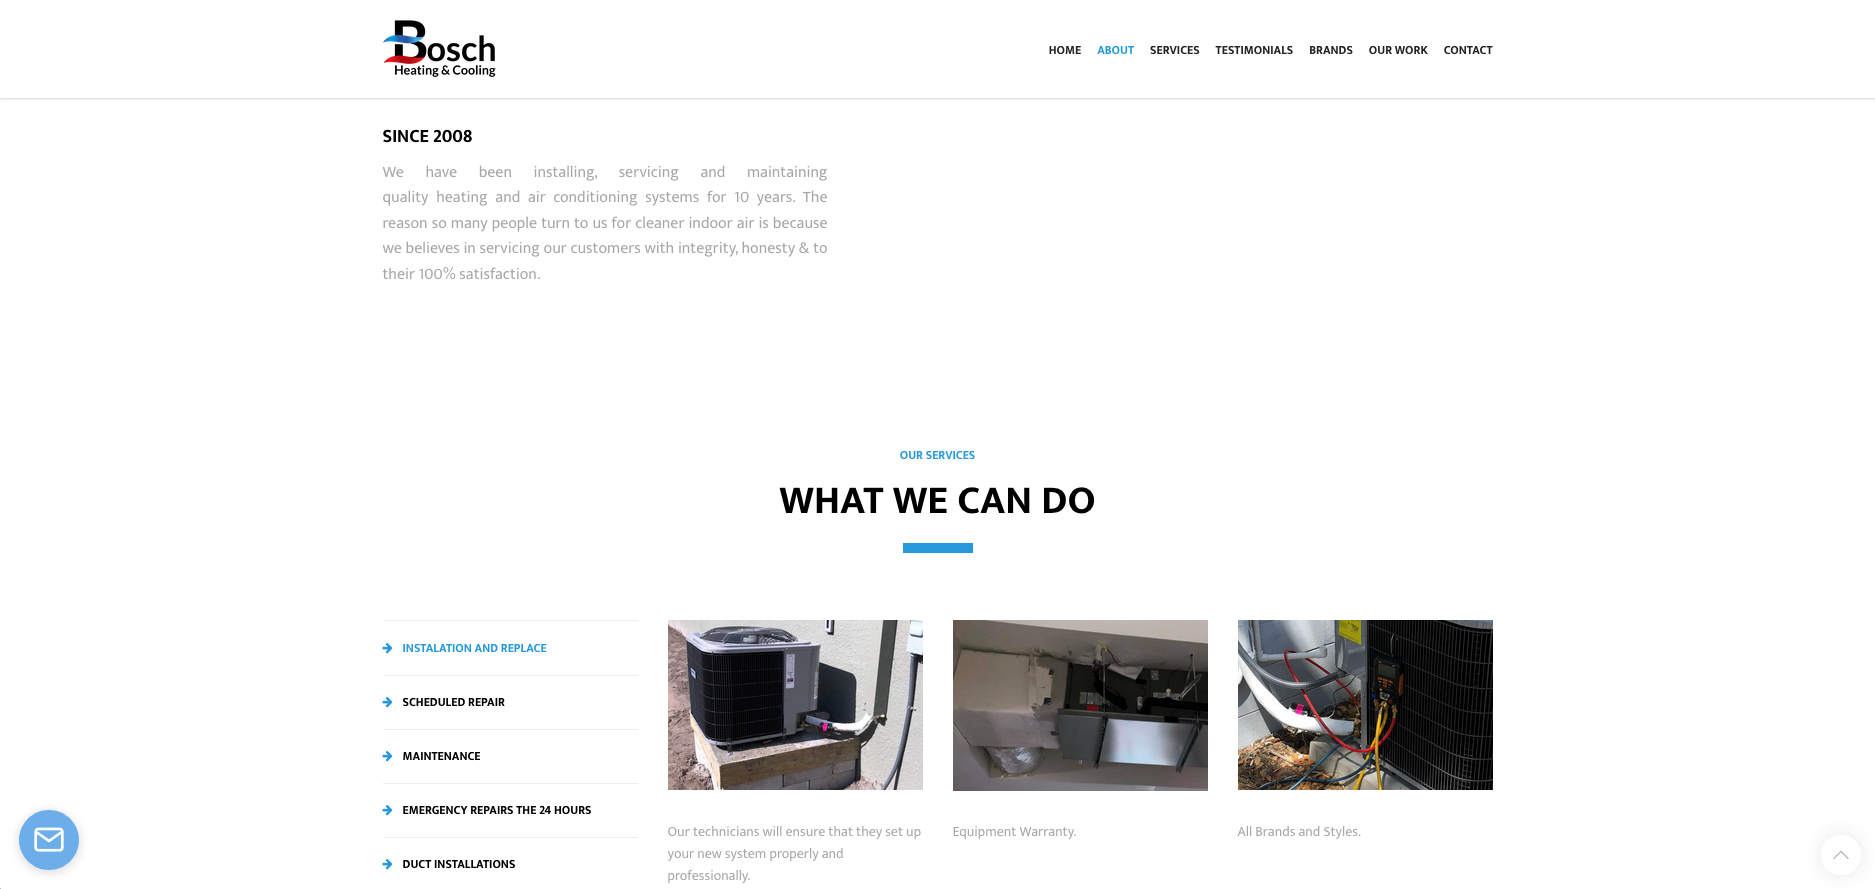 Bosch
Heating & Cooling
HOME ABOUT SERVICES TESTIMONIALS BRANDS OUR WORK CONTACT
SINCE 2008
We have been installing, servicing and maintaining
quality heating and air conditioning systems for 10 years. The
reason so many people turn to us for cleaner indoor air is because
we believes in servicing our customers with integrity, honesty & to
their 100% satisfaction.
OUR SERVICES
WHAT WE CAN DO
INSTALATION AND REPLACE
SCHEDULED REPAIR
MAINTENANCE
EMERGENCY REPAIRS THE 24 HOURS
DUCT INSTALLATIONS
Our technicians will ensure that they set up
your new system properly and
professionally.
Equipment Warranty.
All Brands and Styles.